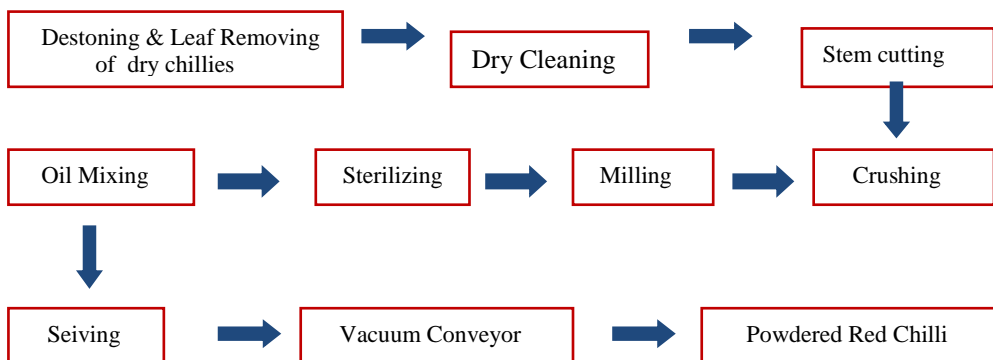 Destoning & Leaf Removing
of dry chillies
Dry Cleaning
Stem cutting
Oil Mixing
Sterilizing
Milling
Crushing
Seiving
Vacuum Conveyor
Powdered Red Chilli